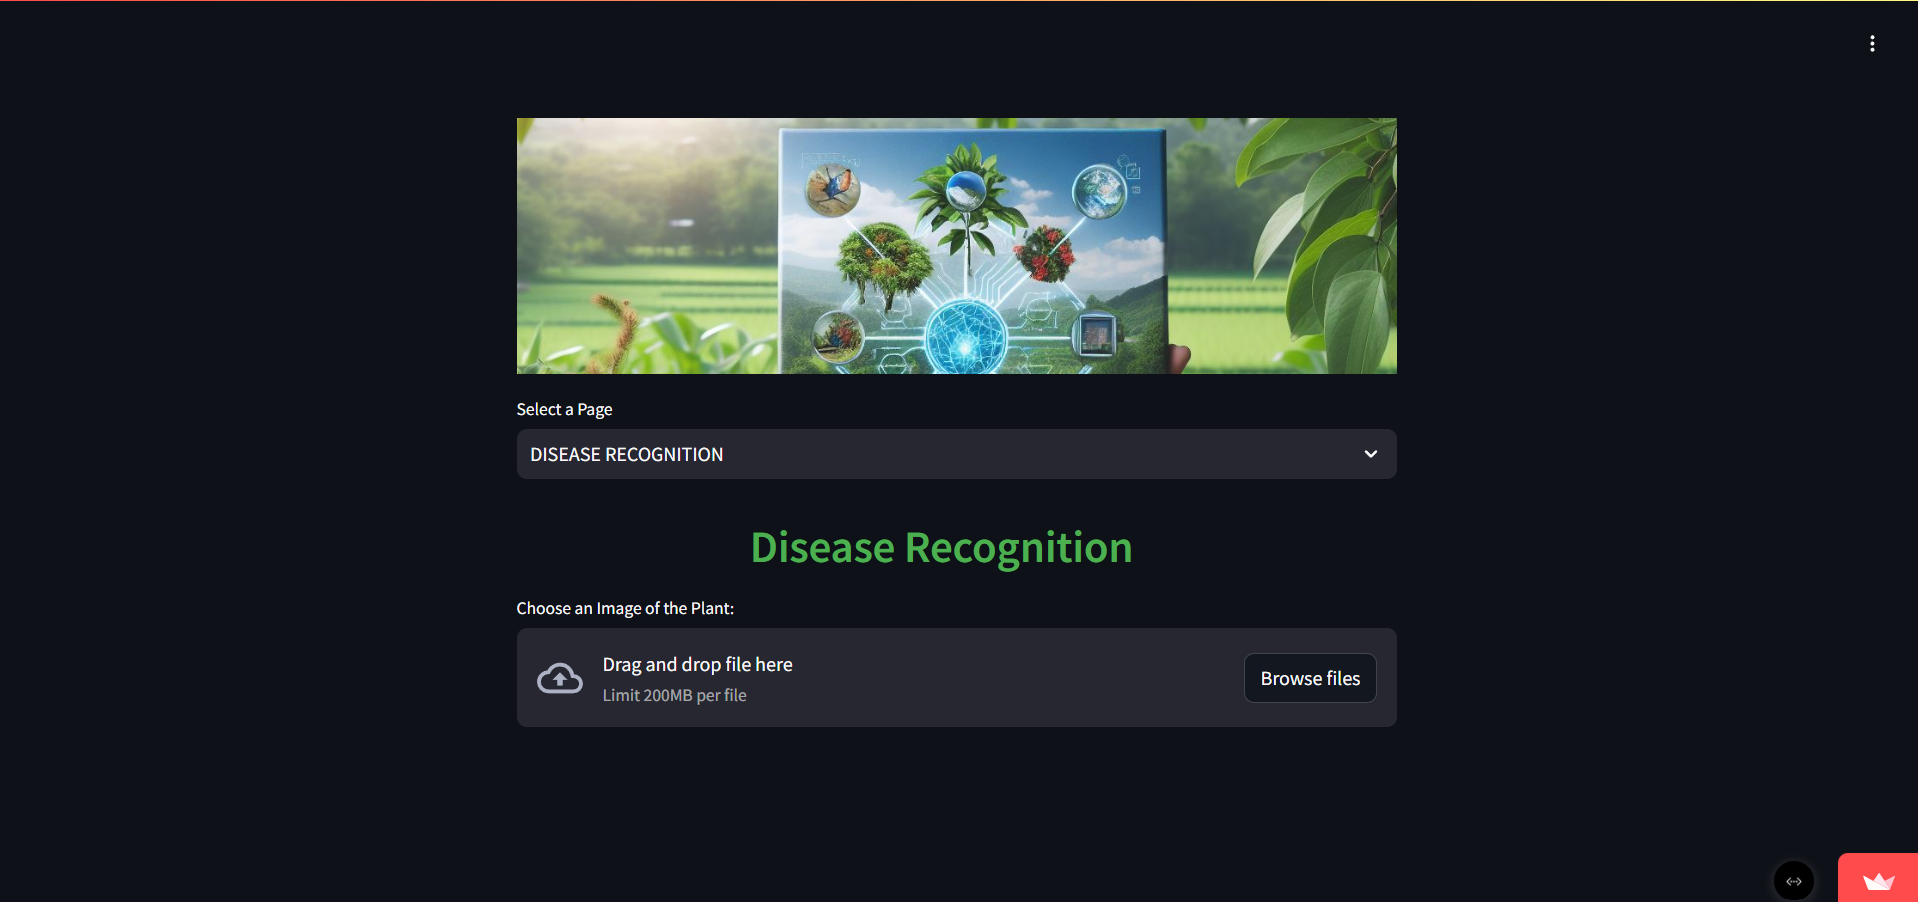 Select a Page
DISEASE RECOGNITION
Disease Recognition
Choose an Image of the Plant:
Drag and drop file here
Limit 200MB per file
Browse files